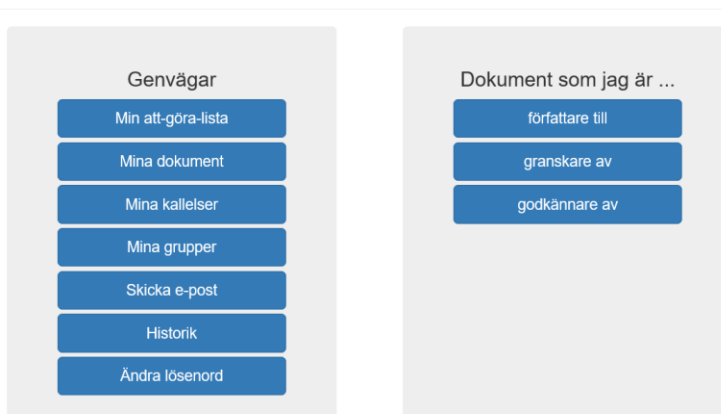 Genvägar
Min att-göra-lista
Mina dokument
Mina kallelser
Mina grupper
Skicka e-post
Historik
Ändra lösenord
Dokument som jag är ...
författare till
granskare av
godkännare av